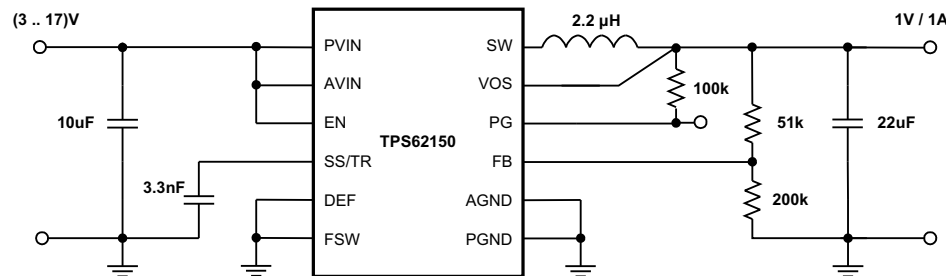 (3 .. 17)V
2.2 µH
1V / 1A
PVIN
SW
AVIN
VOS
100k
10uF
EN
PG
51k
22uF
TPS62150
SS/TR
FB
3.3nF
DEF
AGND
200k
FSW
PGND